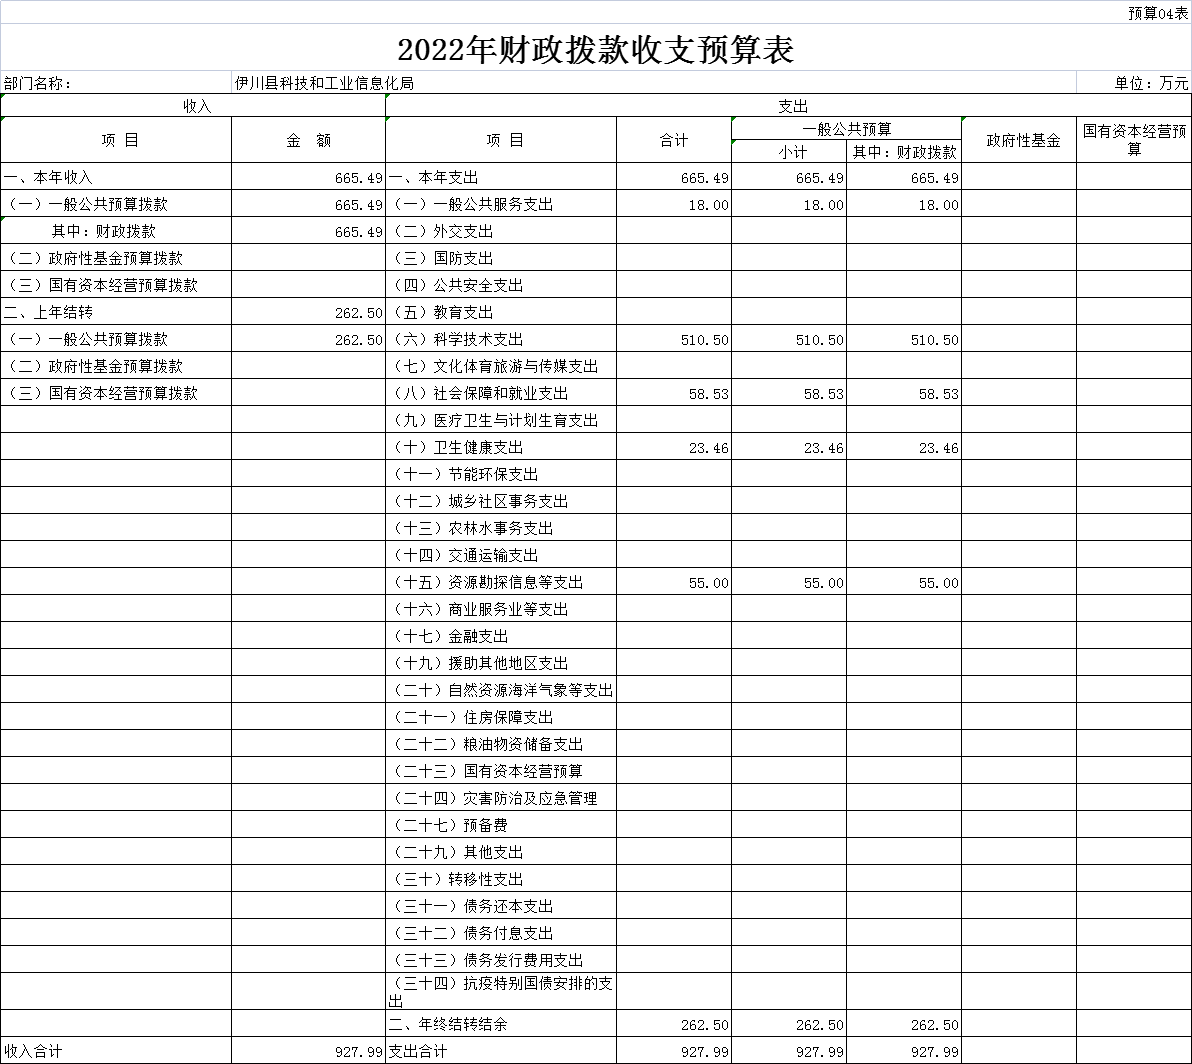 预算04表
2022年财政拨款收支预算表
部门名称： 伊川县科技和工业信息化局 单位：万元
收入 支出
项 目 金 额 项 目 合计 一般公共预算 政府性基金 国有资本经营预
算
小计 其中：财政拨款
一、本年收入 665.49 一、本年支出 665.49 665.49 665.49
（一）一般公共预算拨款 665.49 （一）一般公共服务支出 18.00 18.00 18.00
其中：财政拨款 665.49 （二）外交支出
（二）政府性基金预算拨款 （三）国防支出
（三）国有资本经营预算拨款 （四）公共安全支出
二、上年结转 262.50 （五）教育支出
（一）一般公共预算拨款 262.50 （六）科学技术支出 510.50 510.50 510.50
（二）政府性基金预算拨款 （七）文化体育旅游与传媒支出
（三）国有资本经营预算拨款 （八）社会保障和就业支出 58.53 58.53 58.53
（九）医疗卫生与计划生育支出
（十）卫生健康支出 23.46 23.46 23.46
（十一）节能环保支出
（十二）城乡社区事务支出
（十三）农林水事务支出
（十四）交通运输支出
（十五）资源勘探信息等支出 55.00 55.00 55.00
（十六）商业服务业等支出
（十七）金融支出
（十九）援助其他地区支出
（二十）自然资源海洋气象等支出
（二十一）住房保障支出
（二十二）粮油物资储备支出
（二十三）国有资本经营预算
（二十四）灾害防治及应急管理
（二十七）预备费
（二十九）其他支出
（三十）转移性支出
（三十一）债务还本支出
（三十二）债务付息支出
（三十三）债务发行费用支出
（三十四）抗疫特别国债安排的支
出
二、年终结转结余 262.50 262.50 262.50
收入合计 927.99 支出合计 927.99 927.99 927.99